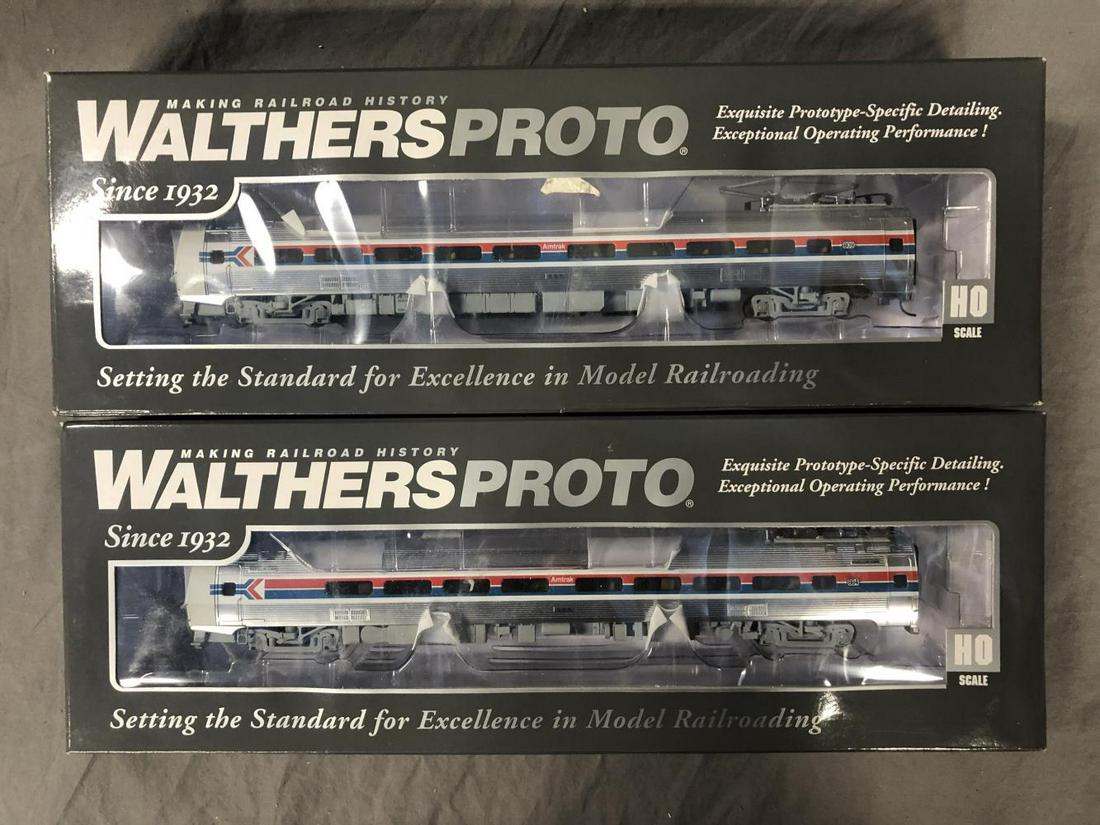 MAKING RAILROAD HISTORY
WALTHERSPROTO®
Since 1932
Exquisite Prototype-Specific Detailing.
Exceptional Operating Performance !
Amtrak
HO
SCALE
Setting the Standard for Excellence in Model Railroading
MAKING RAILROAD HISTORY
WALTHERSPROTO®
Since 1932
Exquisite Prototype-Specific Detailing.
Exceptional Operating Performance !
Amtrak
HO
SCALE
Setting the Standard for Excellence in Model Railroading